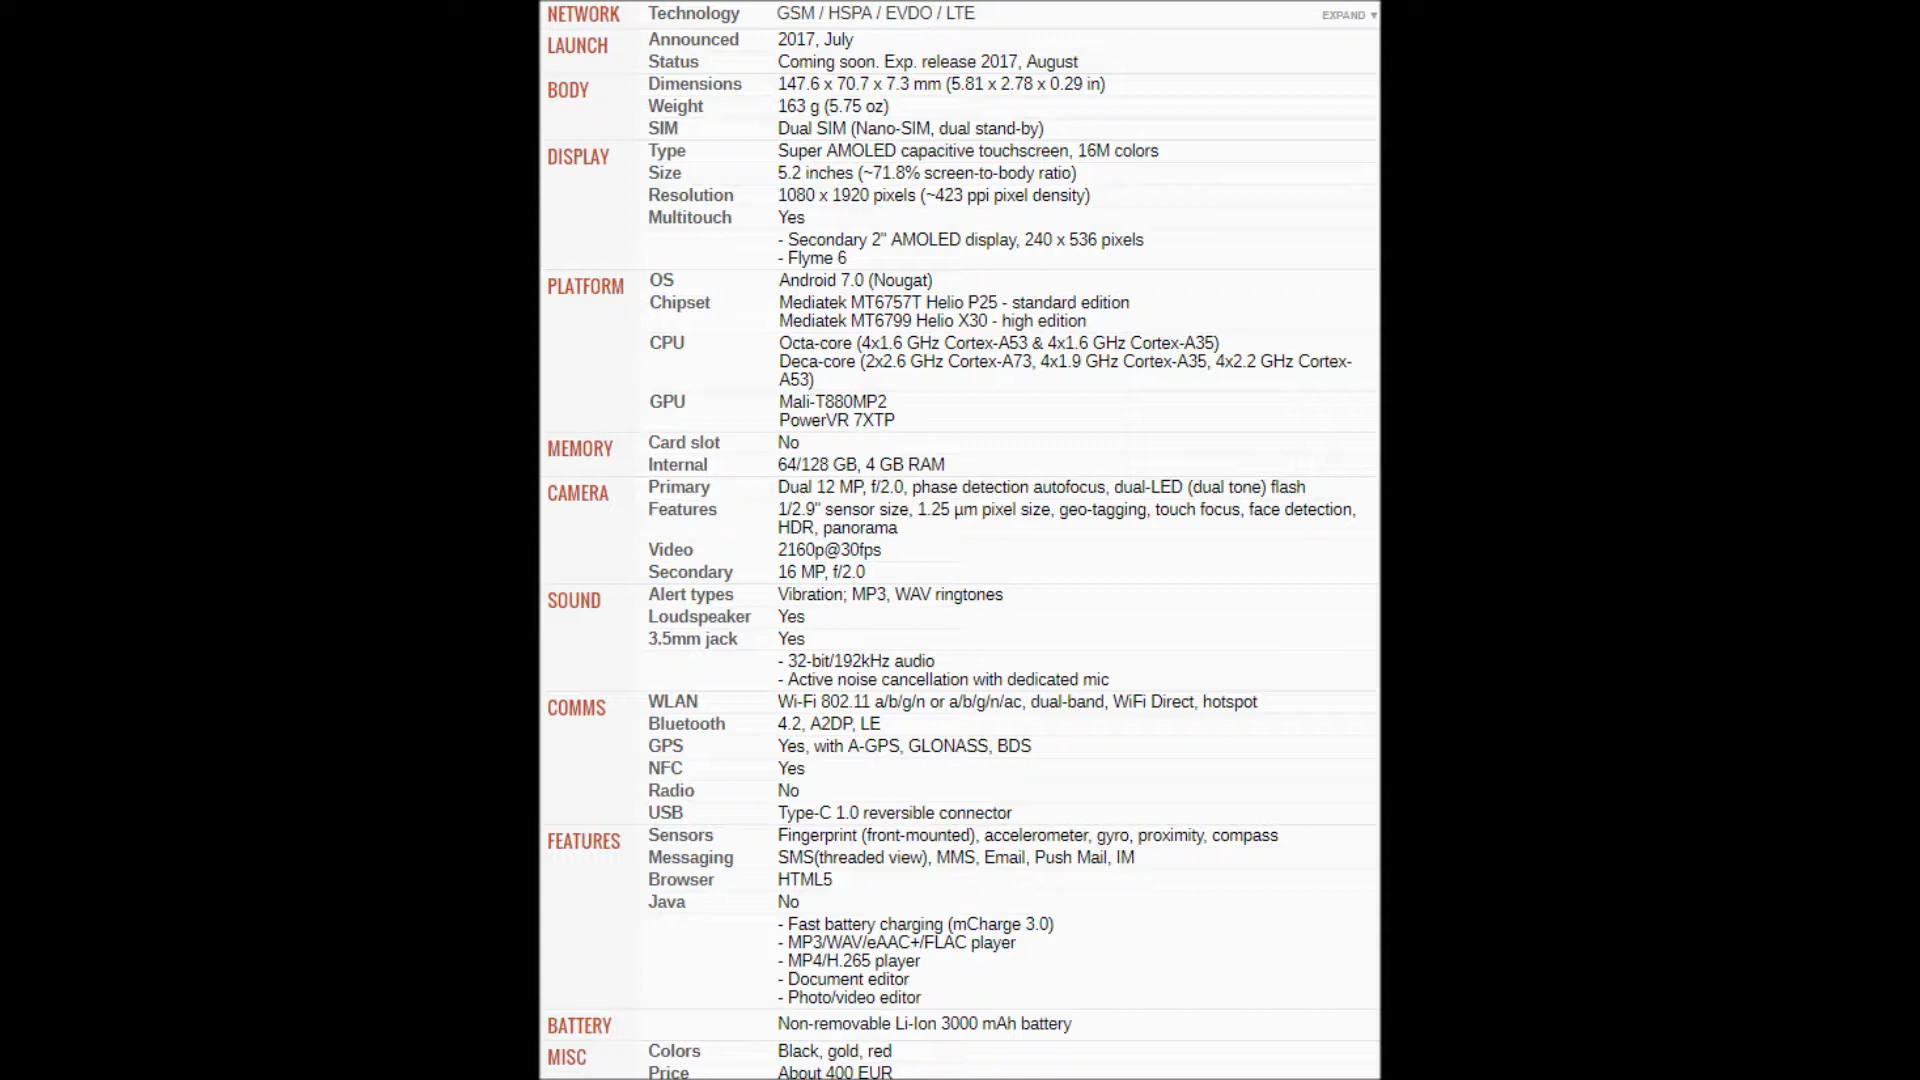 NETWORK Technology GSM / HSPA / EVDO / LTE EXPAND ▼
LAUNCH Announced 2017, July
Status Coming soon. Exp. release 2017, August
BODY Dimensions 147.6 x 70.7 x 7.3 mm (5.81 x 2.78 x 0.29 in)
Weight 163 g (5.75 oz)
SIM Dual SIM (Nano-SIM, dual stand-by)
DISPLAY Type Super AMOLED capacitive touchscreen, 16M colors
Size 5.2 inches (~71.8% screen-to-body ratio)
Resolution 1080 x 1920 pixels (~423 ppi pixel density)
Multitouch Yes
- Secondary 2" AMOLED display, 240 x 536 pixels
- Flyme 6
PLATFORM OS Android 7.0 (Nougat)
Chipset Mediatek MT6757T Helio P25 - standard edition
Mediatek MT6799 Helio X30 - high edition
CPU Octa-core (4x1.6 GHz Cortex-A53 & 4x1.6 GHz Cortex-A35)
Deca-core (2x2.6 GHz Cortex-A73, 4x1.9 GHz Cortex-A35, 4x2.2 GHz Cortex-
A53)
GPU Mali-T880MP2
PowerVR 7XTP
MEMORY Card slot No
Internal 64/128 GB, 4 GB RAM
CAMERA Primary Dual 12 MP, f/2.0, phase detection autofocus, dual-LED (dual tone) flash
Features 1/2.9" sensor size, 1.25 µm pixel size, geo-tagging, touch focus, face detection,
HDR, panorama
Video 2160p@30fps
Secondary 16 MP, f/2.0
SOUND Alert types Vibration; MP3, WAV ringtones
Loudspeaker Yes
3.5mm jack Yes
- 32-bit/192kHz audio
- Active noise cancellation with dedicated mic
COMMS WLAN Wi-Fi 802.11 a/b/g/n or a/b/g/n/ac, dual-band, WiFi Direct, hotspot
Bluetooth 4.2, A2DP, LE
GPS Yes, with A-GPS, GLONASS, BDS
NFC Yes
Radio No
USB Type-C 1.0 reversible connector
FEATURES Sensors Fingerprint (front-mounted), accelerometer, gyro, proximity, compass
Messaging SMS(threaded view), MMS, Email, Push Mail, IM
Browser HTML5
Java No
- Fast battery charging (mCharge 3.0)
- MP3/WAV/eAAC+/FLAC player
- MP4/H.265 player
- Document editor
- Photo/video editor
BATTERY Non-removable Li-Ion 3000 mAh battery
MISC Colors Black, gold, red
Price About 400 EUR